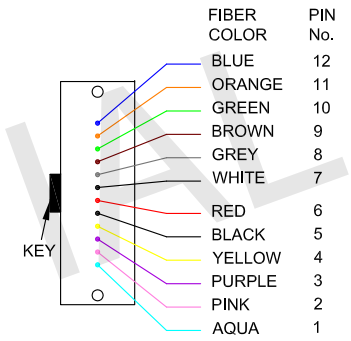 FIBER PIN
COLOR No.
BLUE 12
ORANGE 11
GREEN 10
BROWN 9
GREY 8
WHITE 7
RED 6
BLACK 5
YELLOW 4
PURPLE 3
PINK 2
AQUA 1
KEY
IAL